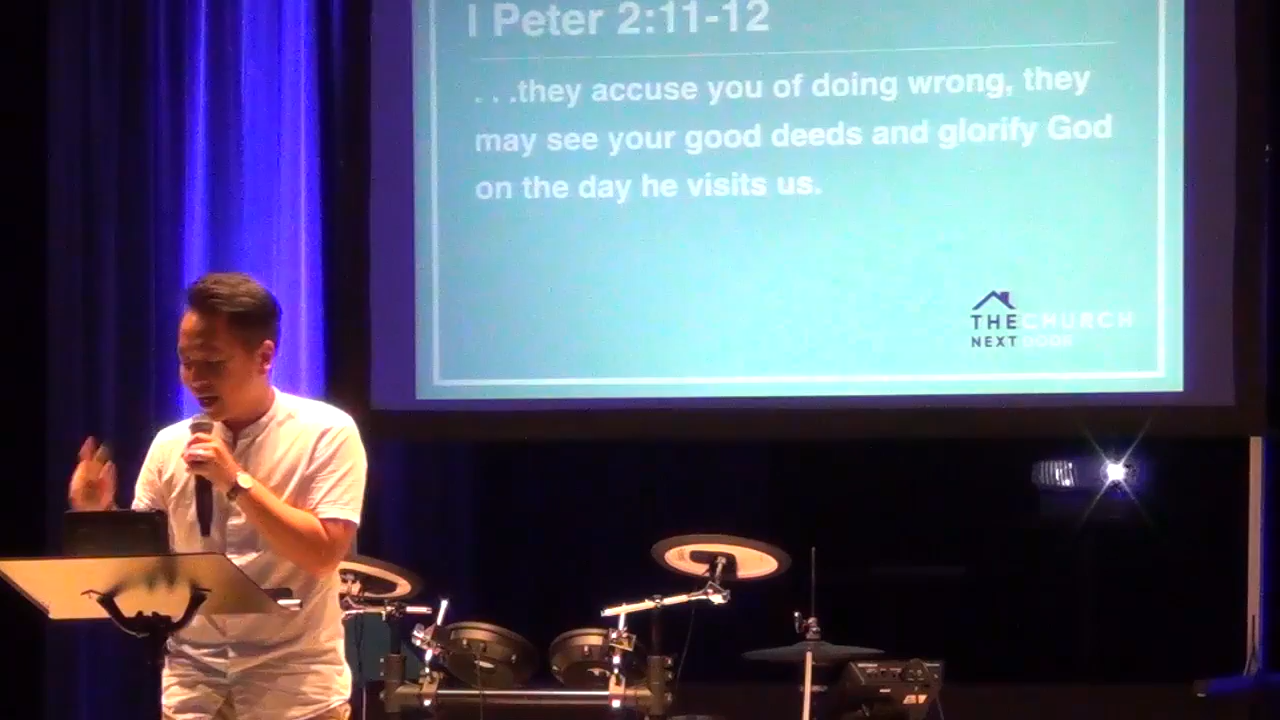 I Peter 2:11-12
. . .they accuse you of doing wrong, they
may see your good deeds and glorify God
on the day he visits us.
THE CHURCH
NEXT DOOR